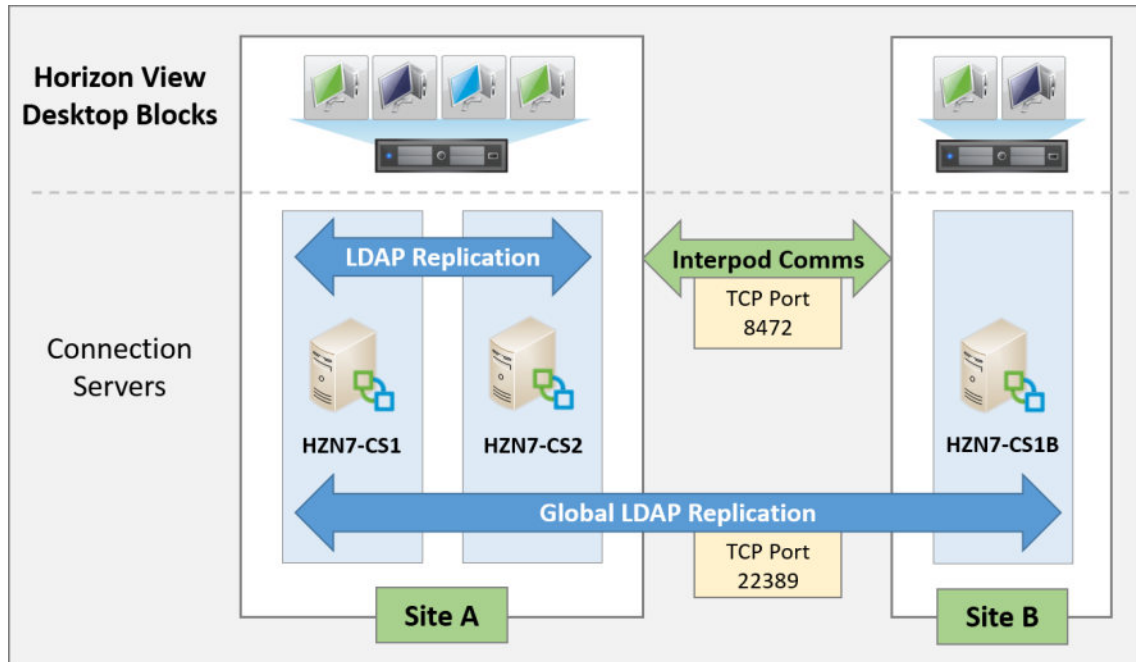 Horizon View
Desktop Blocks
LDAP Replication
Interpod Comms
TCP Port
8472
Connection
Servers
HZN7-CS1
HZN7-CS2
HZN7-CS1B
Global LDAP Replication
TCP Port
22389
Site A
Site B